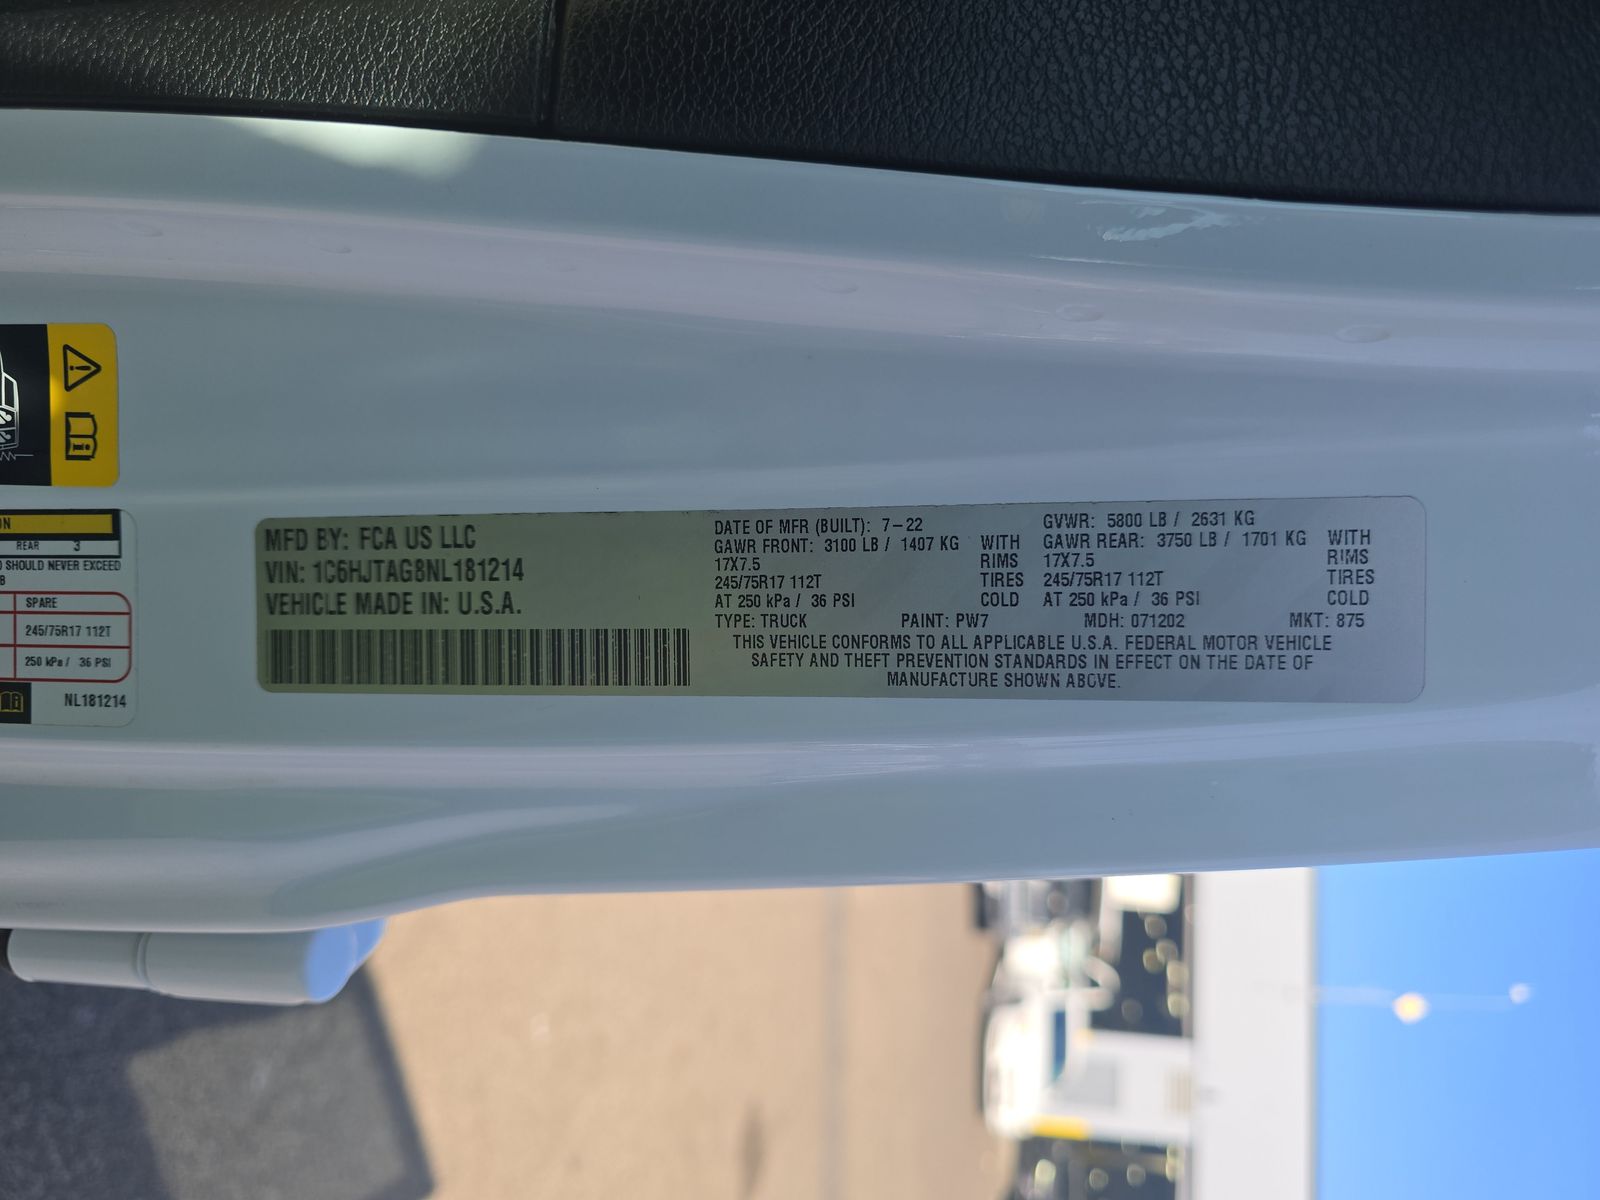 MFD BY: FCA US LLC
VIN: 1C6HJTAG8NL181214
VEHICLE MADE IN: U.S.A.
DATE OF MFR (BUILT): 7-22
GAWR FRONT: 3100 LB / 1407 KG WITH
17X7.5 RIMS
245/75R17 112T TIRES
AT 250 kPa / 36 PSI COLD
GVWR: 5800 LB / 2631 KG
GAWR REAR: 3750 LB / 1701 KG WITH
17X7.5 RIMS
245/75R17 112T TIRES
AT 250 kPa / 36 PSI COLD
TYPE: TRUCK PAINT: PW7 MDH: 071202 MKT: 875
THIS VEHICLE CONFORMS TO ALL APPLICABLE U.S.A. FEDERAL MOTOR VEHICLE
SAFETY AND THEFT PREVENTION STANDARDS IN EFFECT ON THE DATE OF
MANUFACTURE SHOWN ABOVE.
REAR 3
SHOULD NEVER EXCEED
SPARE
245/75R17 112T
250 kPa / 36 PSI
NL181214